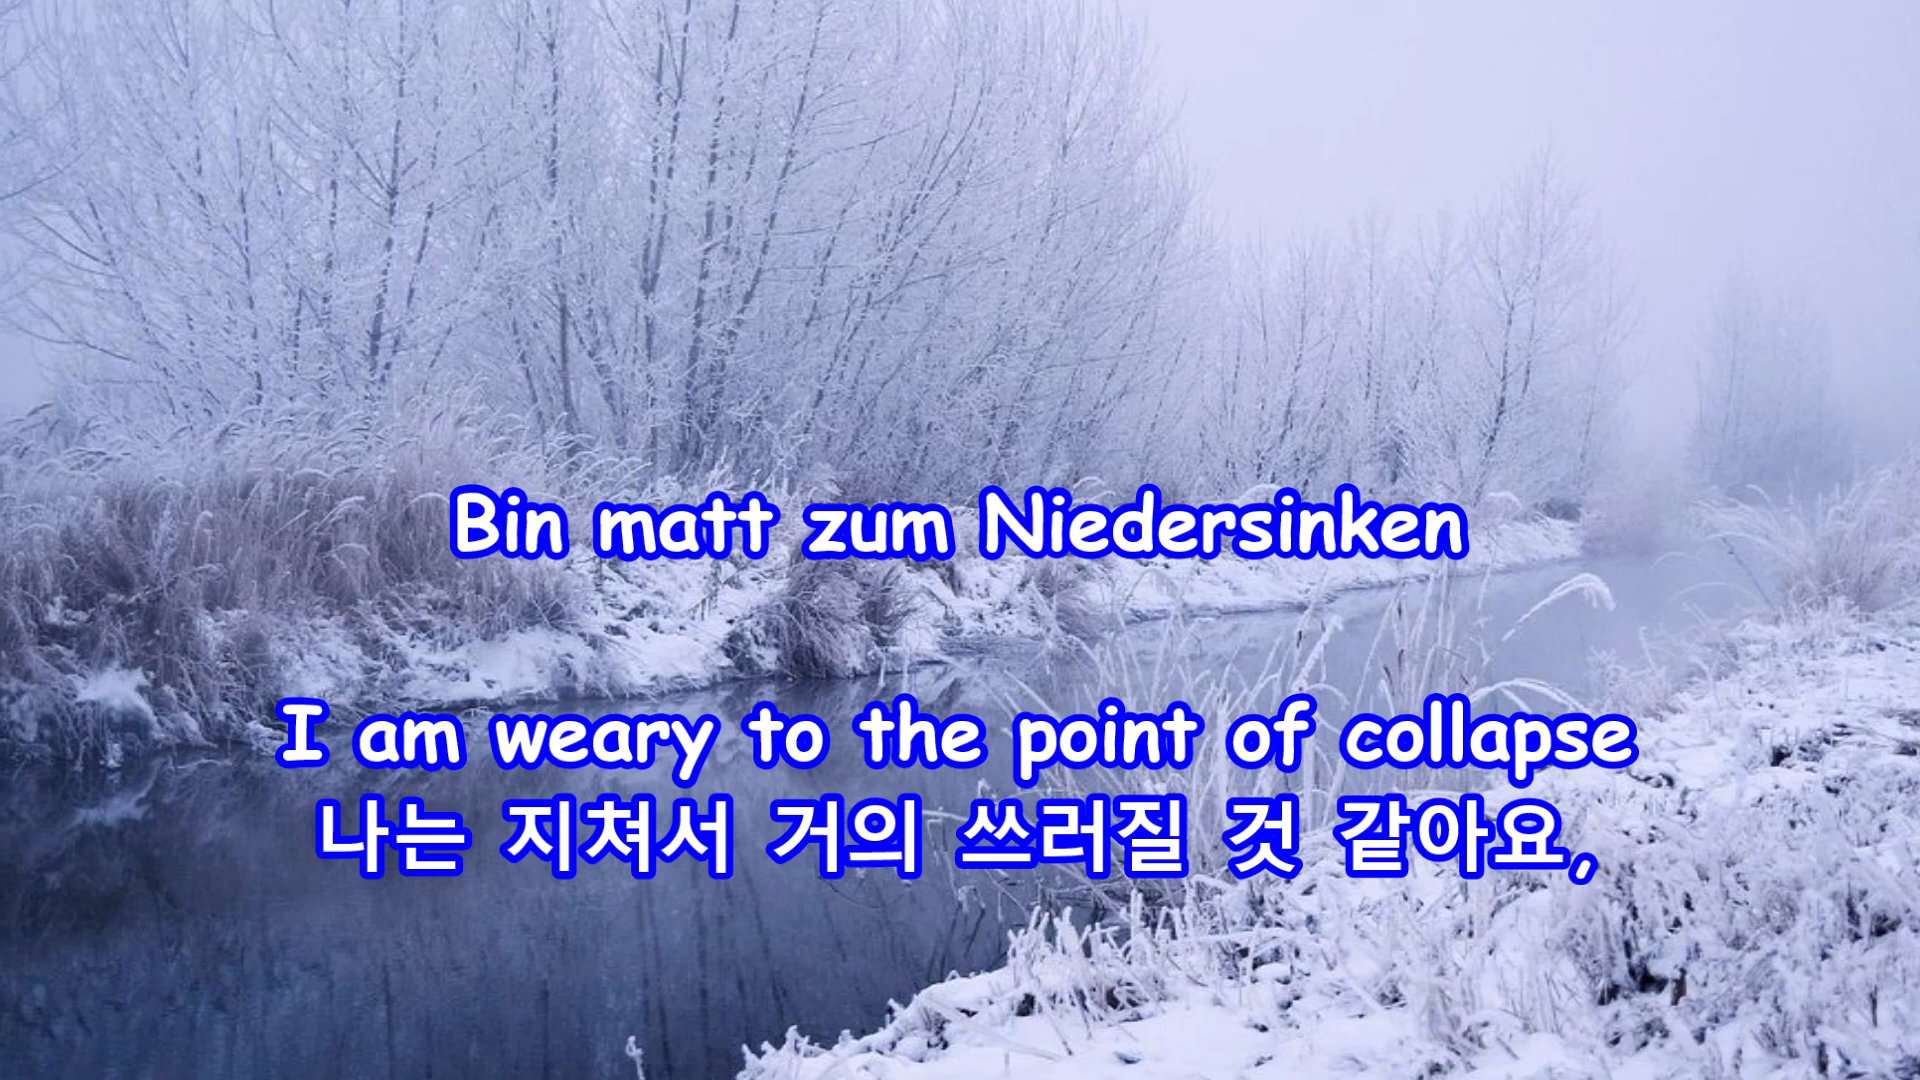 Bin matt zum Niedersinken
I am weary to the point of collapse
나는 지쳐서 거의 쓰러질 것 같아요,